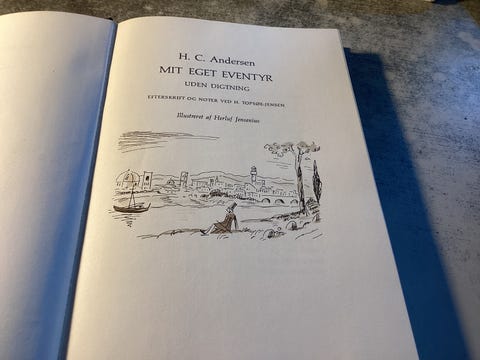 H. C. Andersen
MIT EGET EVENTYR
UDEN DIGTNING
EFTERSKRIFT OG NOTER VED H. TOPSØE-JENSEN
Illustreret af Herluf Jensenius